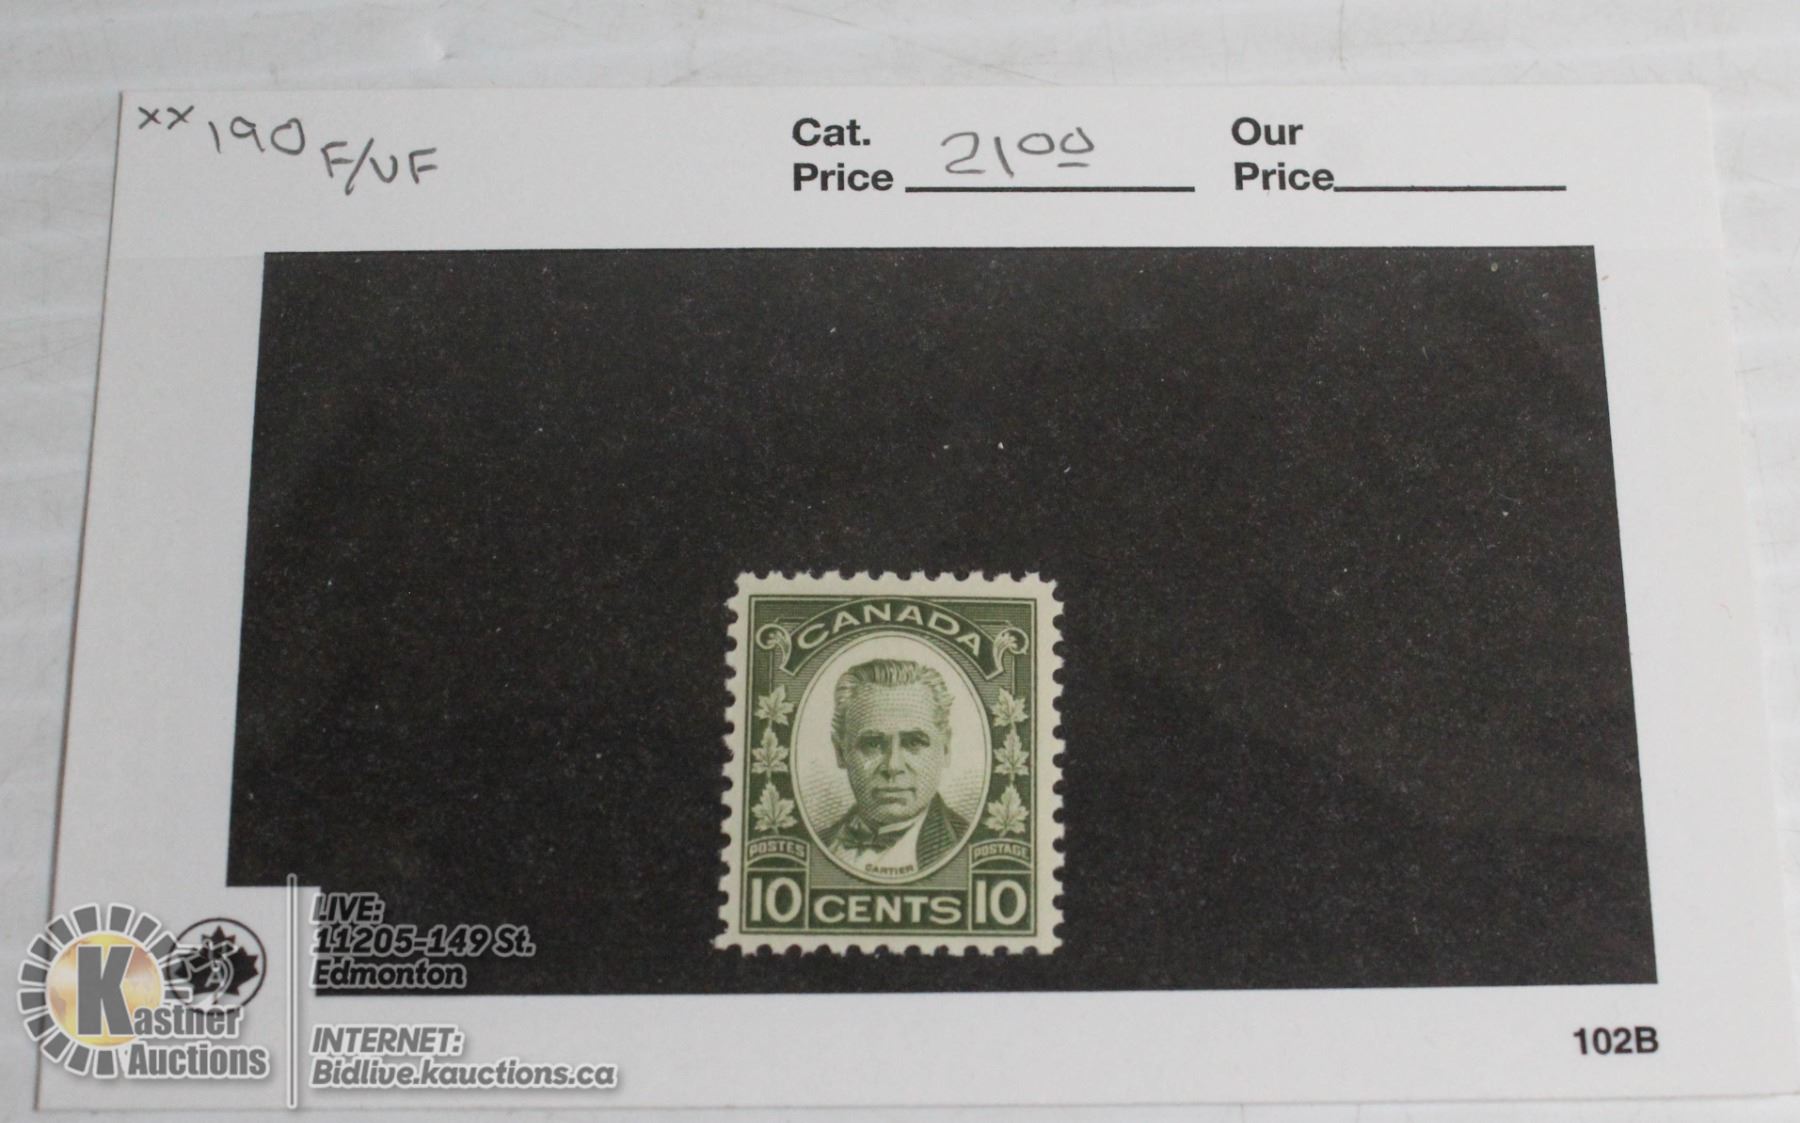 xx 190 F/VF
Cat. Price 21.00
Our Price
CANADA
CARTIER
POSTES POSTAGE
10 CENTS 10
102B
Kastner Auctions
LIVE:
11205-149 St.
Edmonton
INTERNET:
Bidlive.kauctions.ca